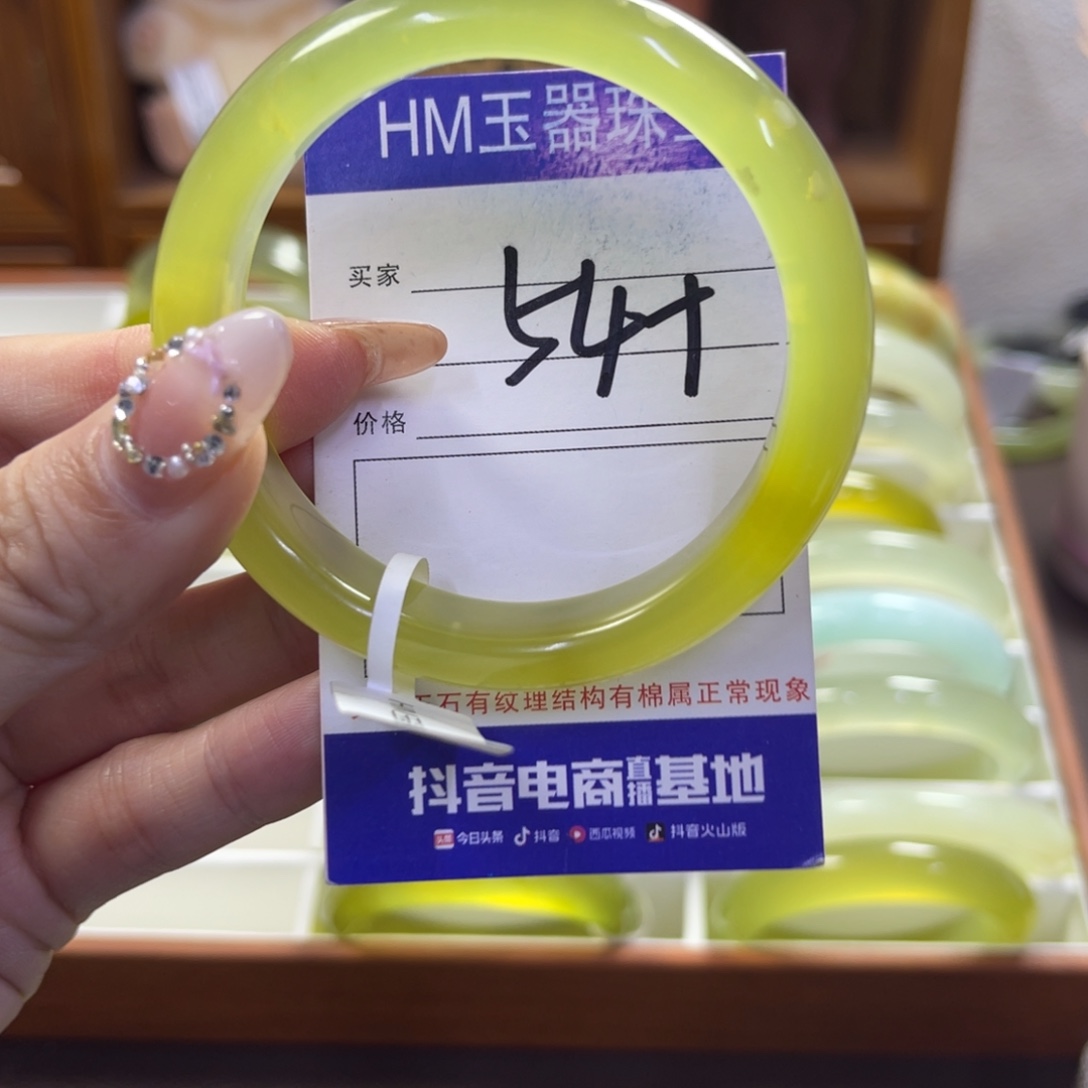 HM玉器珠
买家
54H
价格
玉石有纹理结构有棉属正常现象
抖音电商直播基地
今日头条 抖音 西瓜视频 抖音火山版